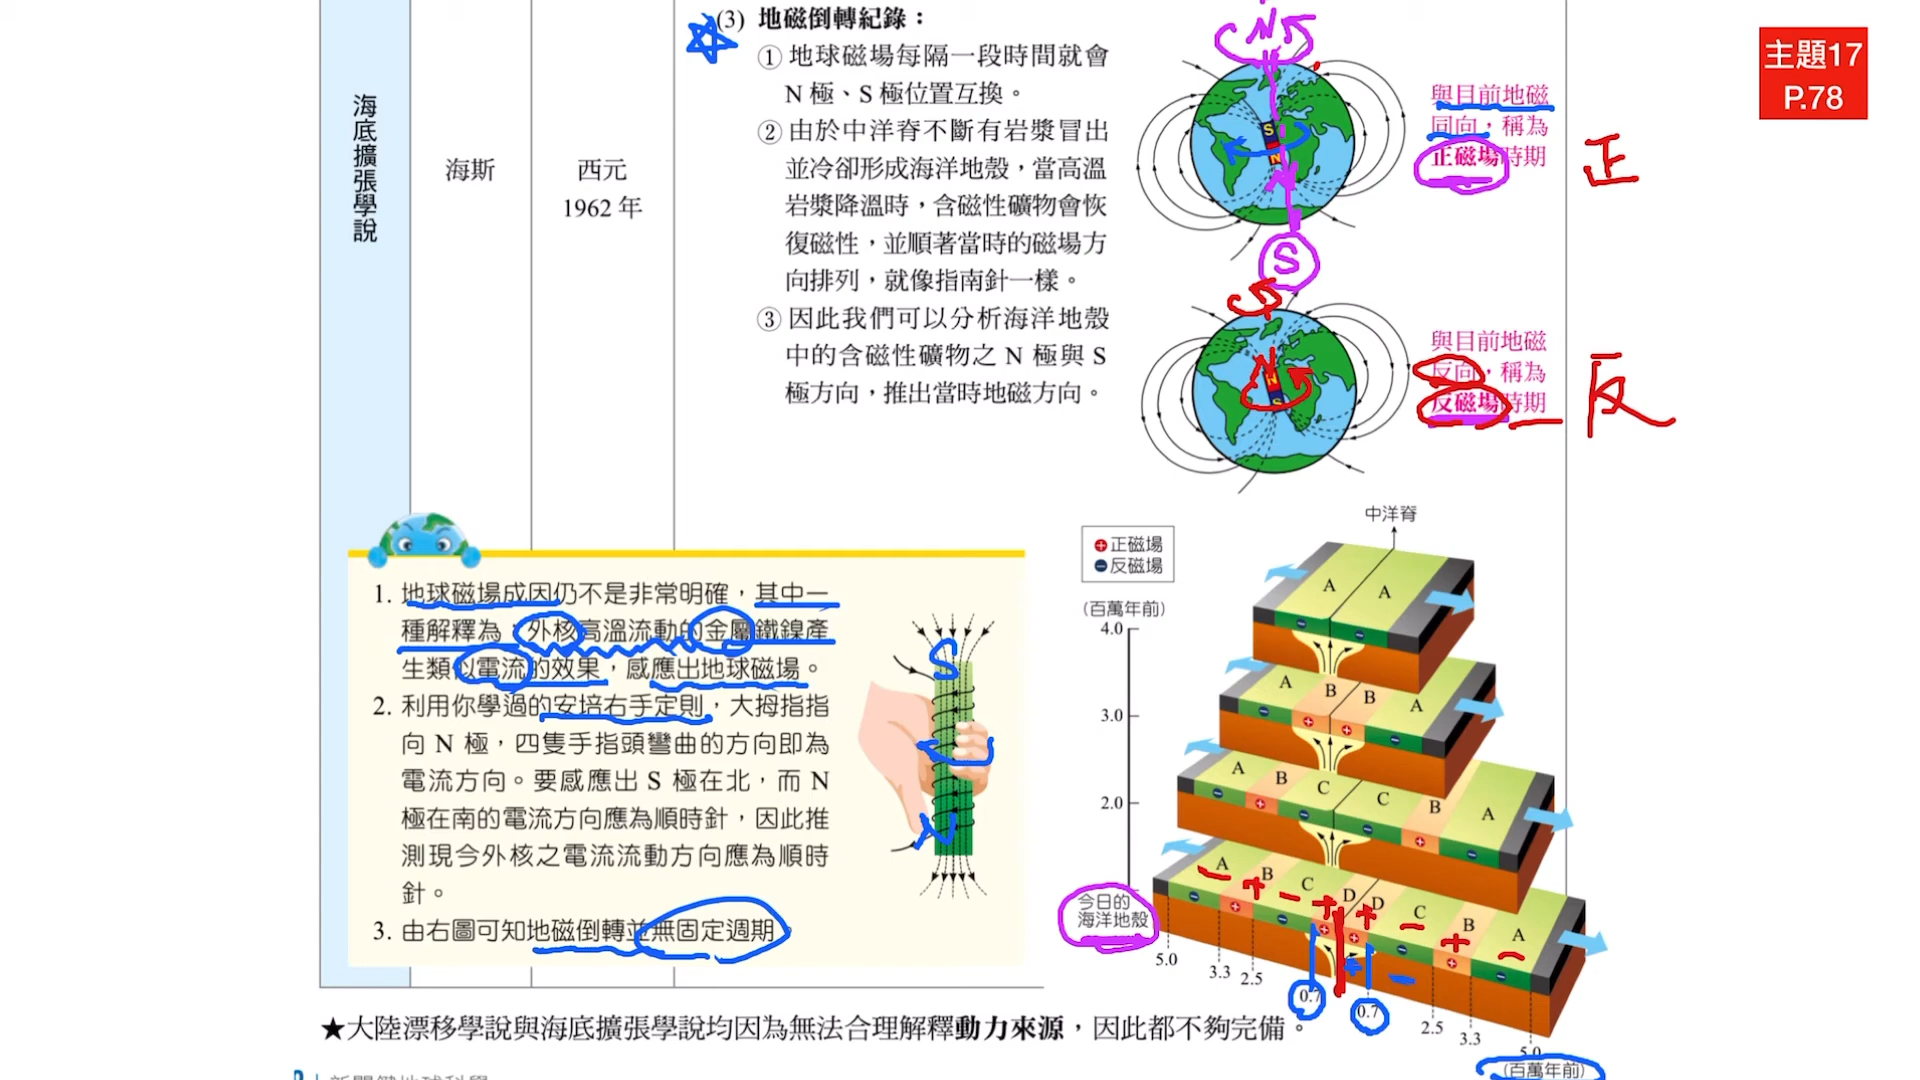 主題17
P.78
海底擴張學說
海斯
西元
1962 年
(3) 地磁倒轉紀錄：
① 地球磁場每隔一段時間就會
N 極、S 極位置互換。
② 由於中洋脊不斷有岩漿冒出
並冷卻形成海洋地殼，當高溫
岩漿降溫時，含磁性礦物會恢
復磁性，並順著當時的磁場方
向排列，就像指南針一樣。
③ 因此我們可以分析海洋地殼
中的含磁性礦物之 N 極與 S
極方向，推出當時地磁方向。
N
S
N
N
S
與目前地磁
同向，稱為
正磁場時期
正
N
N
S
與目前地磁
反向，稱為
反磁場時期
反
1. 地球磁場成因仍不是非常明確，其中一
種解釋為：外核高溫流動的金屬鐵鎳產
生類似電流的效果，感應出地球磁場。
2. 利用你學過的安培右手定則，大拇指指
向 N 極，四隻手指頭彎曲的方向即為
電流方向。要感應出 S 極在北，而 N
極在南的電流方向應為順時針，因此推
測現今外核之電流流動方向應為順時
針。
3. 由右圖可知地磁倒轉並無固定週期。
S
N
中洋脊
+ 正磁場
− 反磁場
(百萬年前)
4.0
3.0
2.0
今日的
海洋地殼
A A
A B B A
A B C C B A
A B C D D C B A
5.0 3.3 2.5 0.7 0.7 2.5 3.3 5.0
(百萬年前)
★大陸漂移學說與海底擴張學說均因為無法合理解釋動力來源，因此都不夠完備。